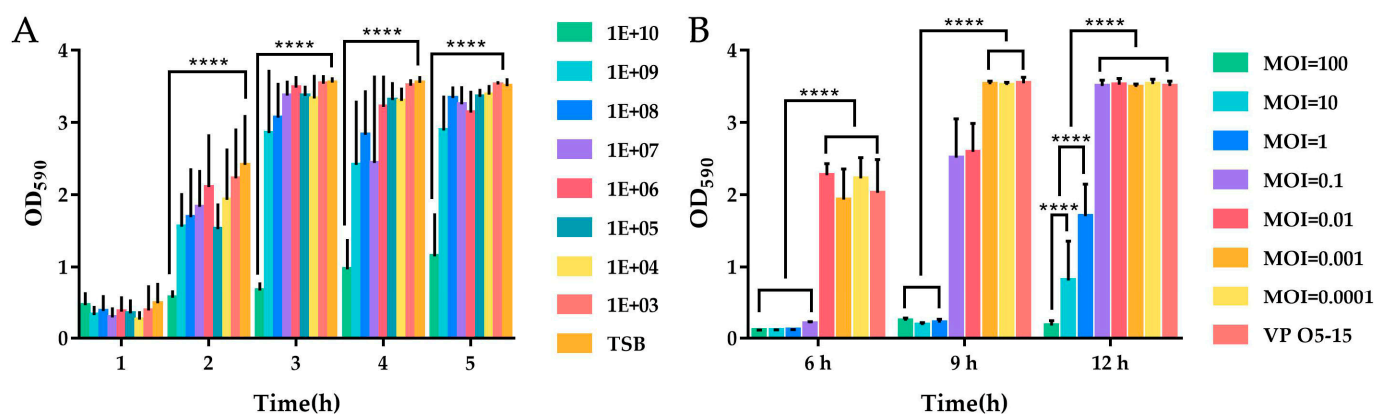 A
OD590
4
3
2
1
0
****
****
****
****
1
2
3
4
5
Time(h)
1E+10
1E+09
1E+08
1E+07
1E+06
1E+05
1E+04
1E+03
TSB
B
OD590
4
3
2
1
0
****
****
****
****
****
6 h
9 h
12 h
Time(h)
MOI=100
MOI=10
MOI=1
MOI=0.1
MOI=0.01
MOI=0.001
MOI=0.0001
VP O5-15